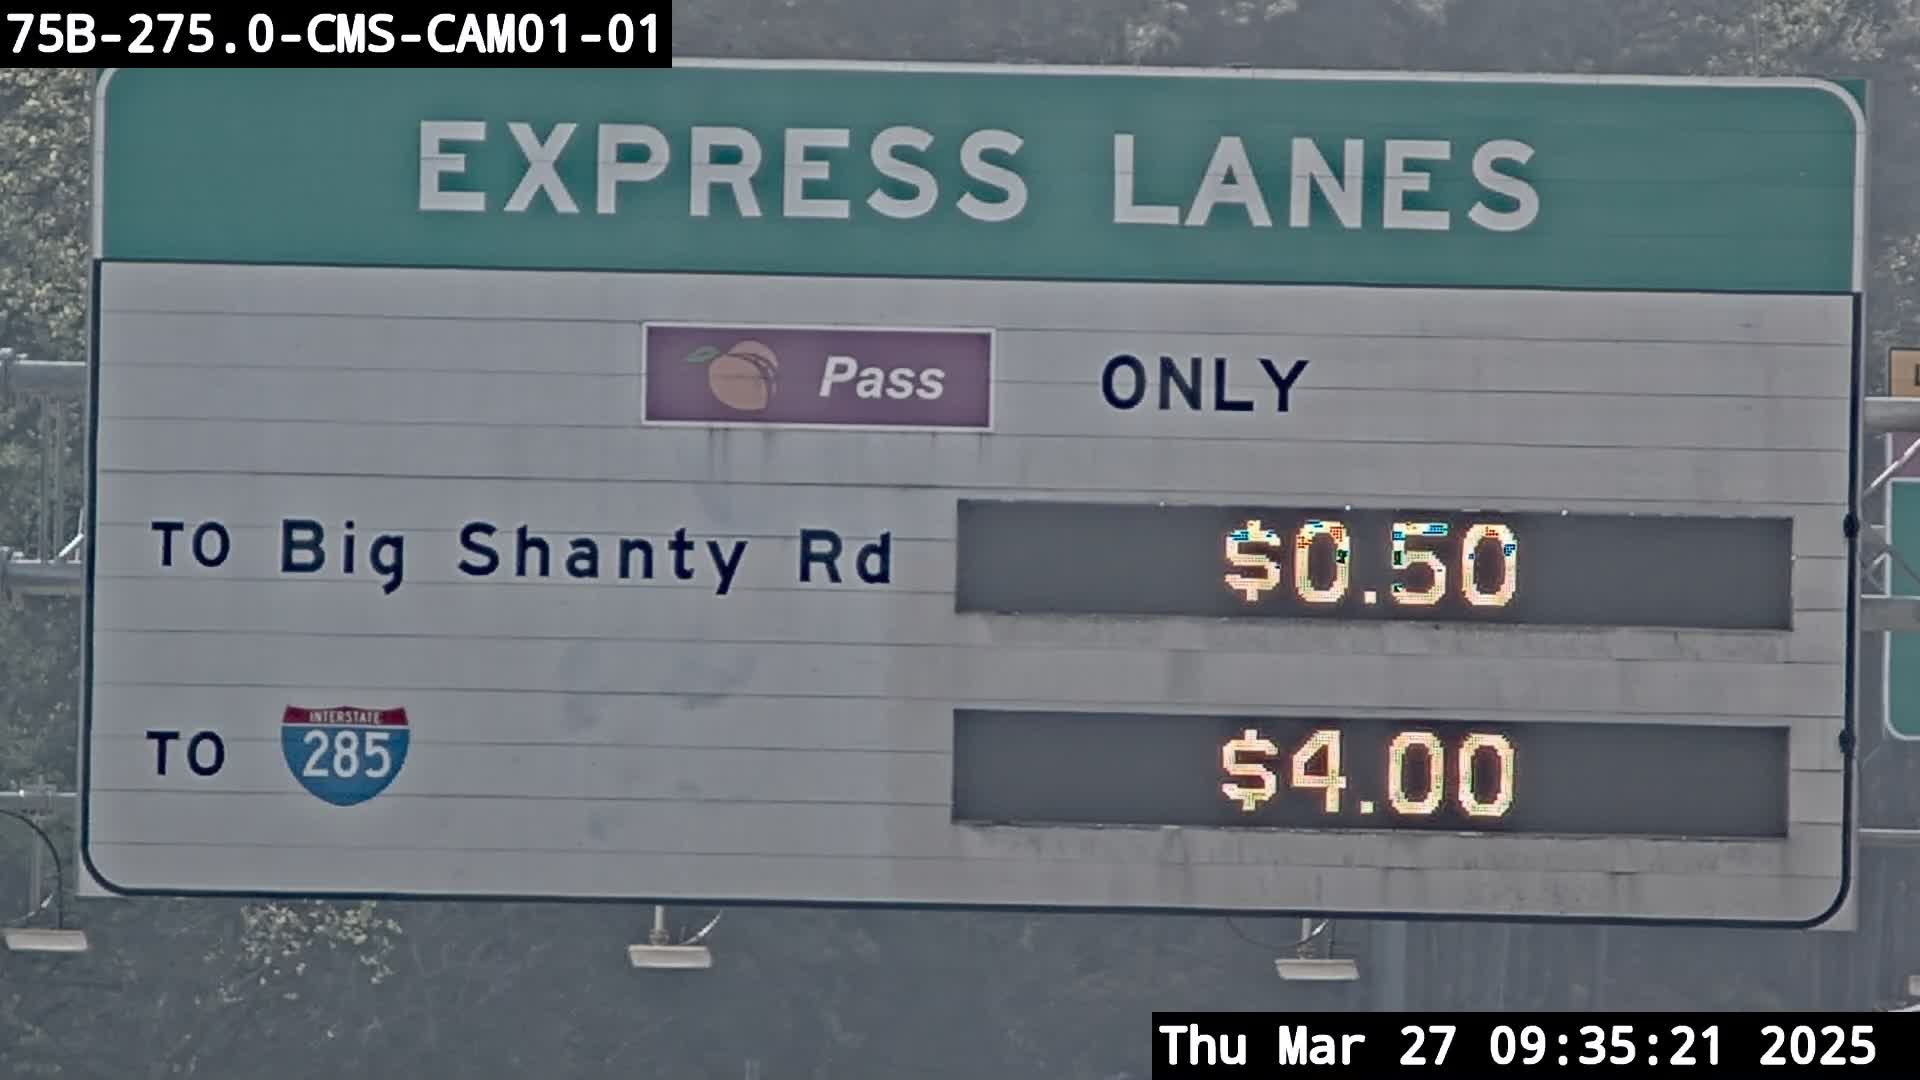 75B-275.0-CMS-CAM01-01
EXPRESS LANES
Pass ONLY
TO Big Shanty Rd $0.50
TO INTERSTATE 285 $4.00
Thu Mar 27 09:35:21 2025